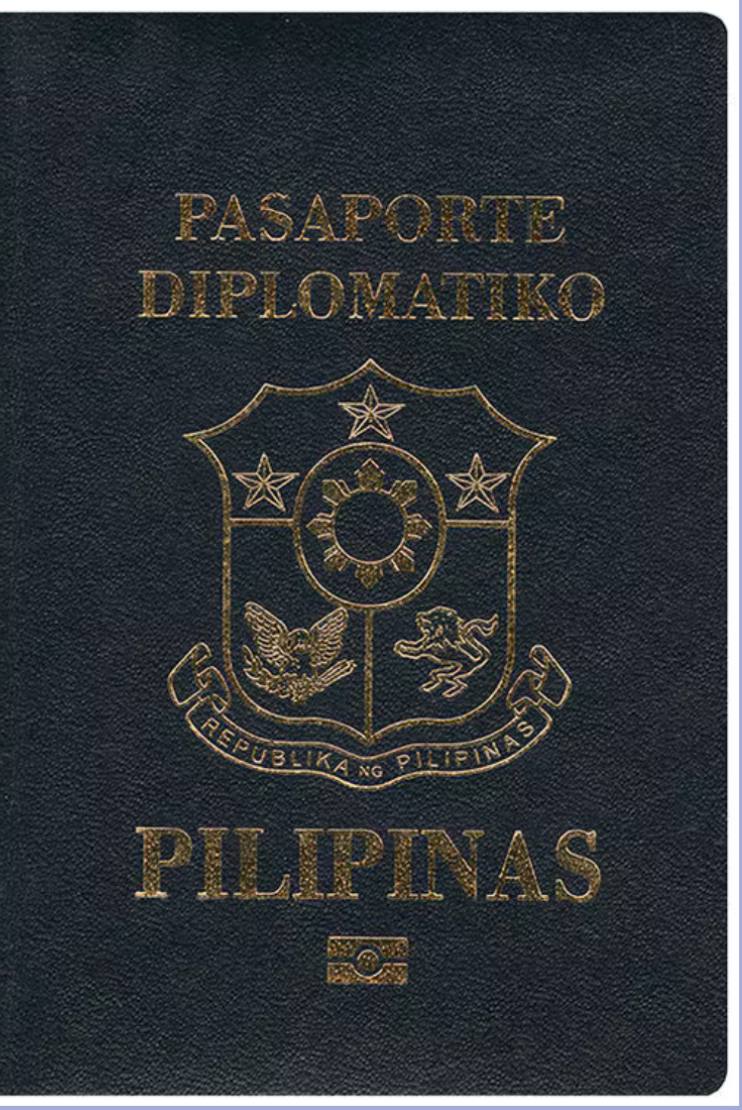 PASAPORTE
DIPLOMATIKO
REPUBLIKA NG PILIPINAS
PILIPINAS